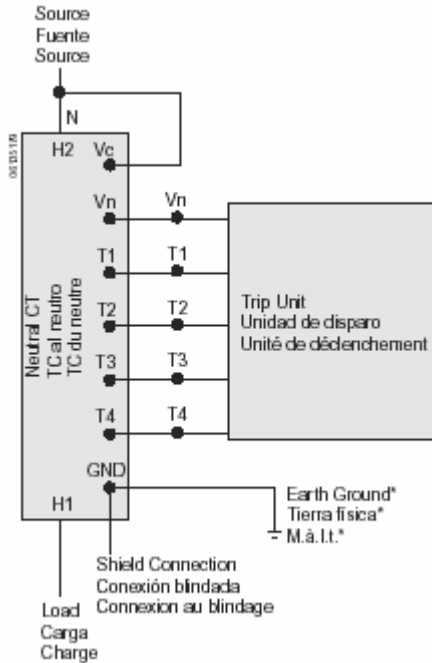 Source
Fuente
Source
N
H2
Vc
Vn
Vn
T1
T1
T2
T2
T3
T3
T4
T4
GND
H1
Neutral CT
TC al neutro
TC du neutre
Trip Unit
Unidad de disparo
Unité de déclenchement
Earth Ground*
Tierra física*
M.à.l.t.*
Shield Connection
Conexión blindada
Connexion au blindage
Load
Carga
Charge